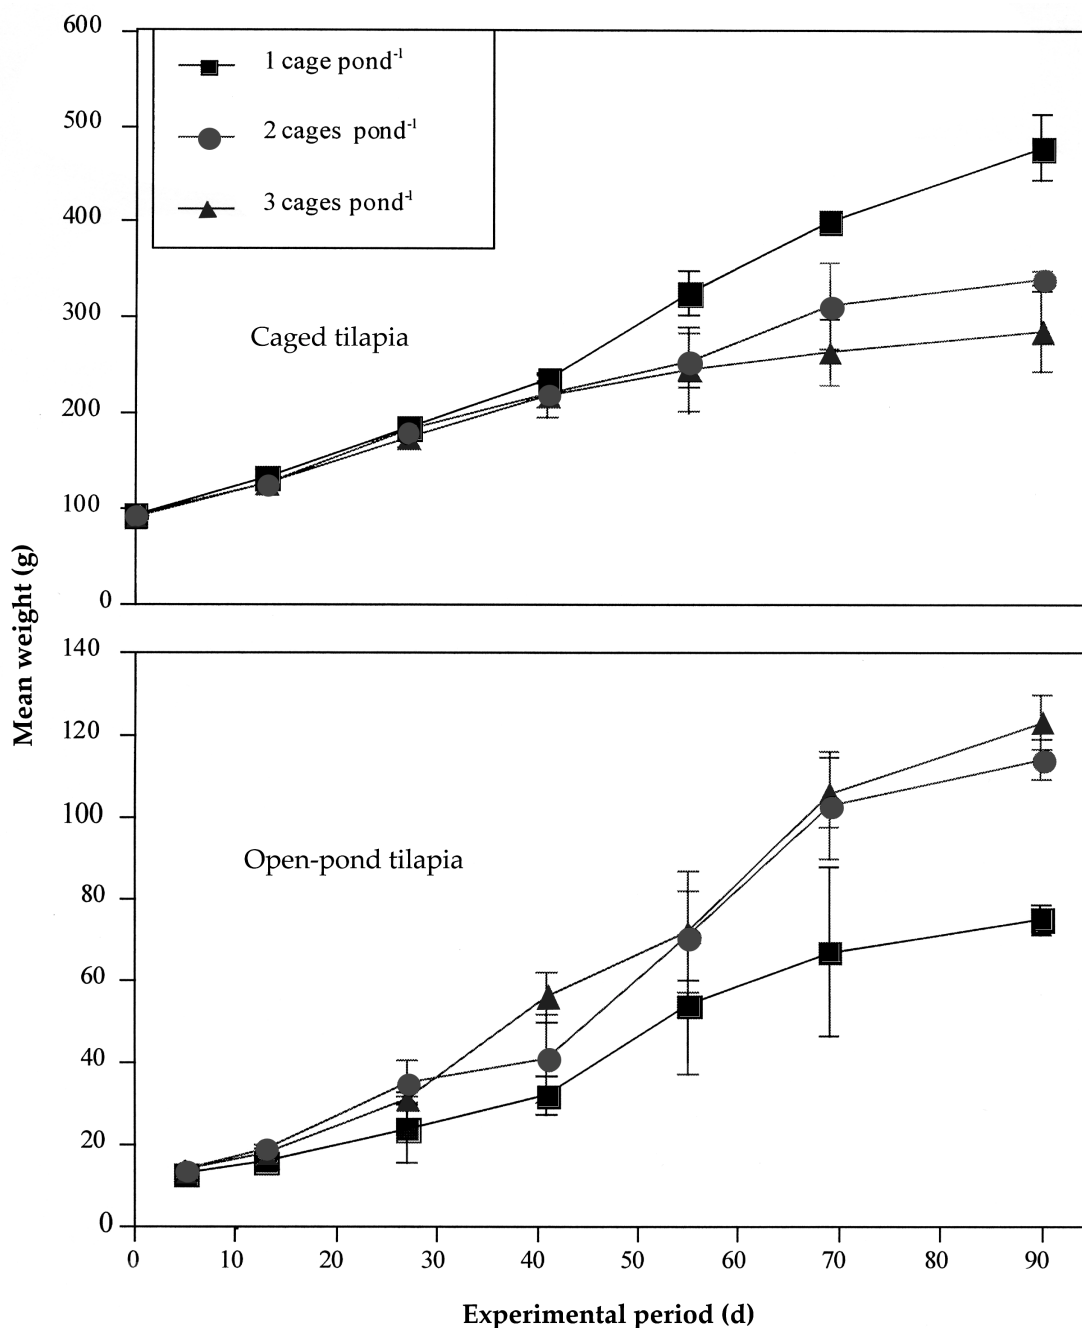 600
1 cage pond⁻¹
500
2 cages pond⁻¹
3 cages pond⁻¹
400
300
Caged tilapia
200
100
0
Mean weight (g)
140
120
100
Open-pond tilapia
80
60
40
20
0
0 10 20 30 40 50 60 70 80 90
Experimental period (d)